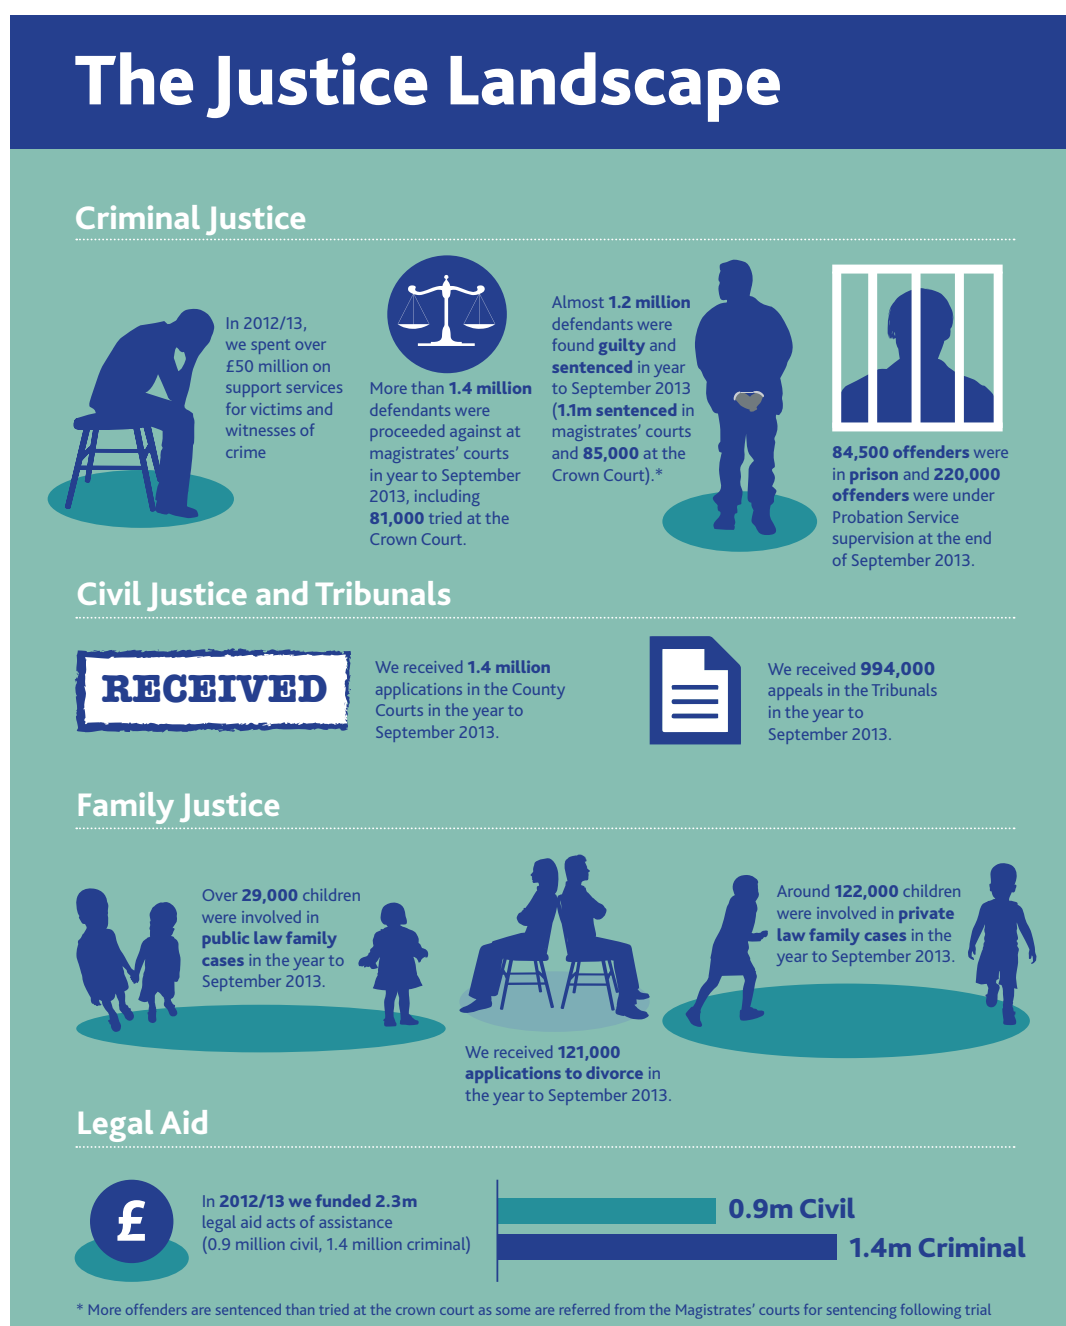 The Justice Landscape
Criminal Justice
In 2012/13,
we spent over
£50 million on
support services
for victims and
witnesses of
crime
More than 1.4 million
defendants were
proceeded against at
magistrates’ courts
in year to September
2013, including
81,000 tried at the
Crown Court.
Almost 1.2 million
defendants were
found guilty and
sentenced in year
to September 2013
(1.1m sentenced in
magistrates’ courts
and 85,000 at the
Crown Court).*
84,500 offenders were
in prison and 220,000
offenders were under
Probation Service
supervision at the end
of September 2013.
Civil Justice and Tribunals
RECEIVED
We received 1.4 million
applications in the County
Courts in the year to
September 2013.
We received 994,000
appeals in the Tribunals
in the year to
September 2013.
Family Justice
Over 29,000 children
were involved in
public law family
cases in the year to
September 2013.
We received 121,000
applications to divorce in
the year to September 2013.
Around 122,000 children
were involved in private
law family cases in the
year to September 2013.
Legal Aid
£
In 2012/13 we funded 2.3m
legal aid acts of assistance
(0.9 million civil, 1.4 million criminal)
0.9m Civil
1.4m Criminal
* More offenders are sentenced than tried at the crown court as some are referred from the Magistrates’ courts for sentencing following trial